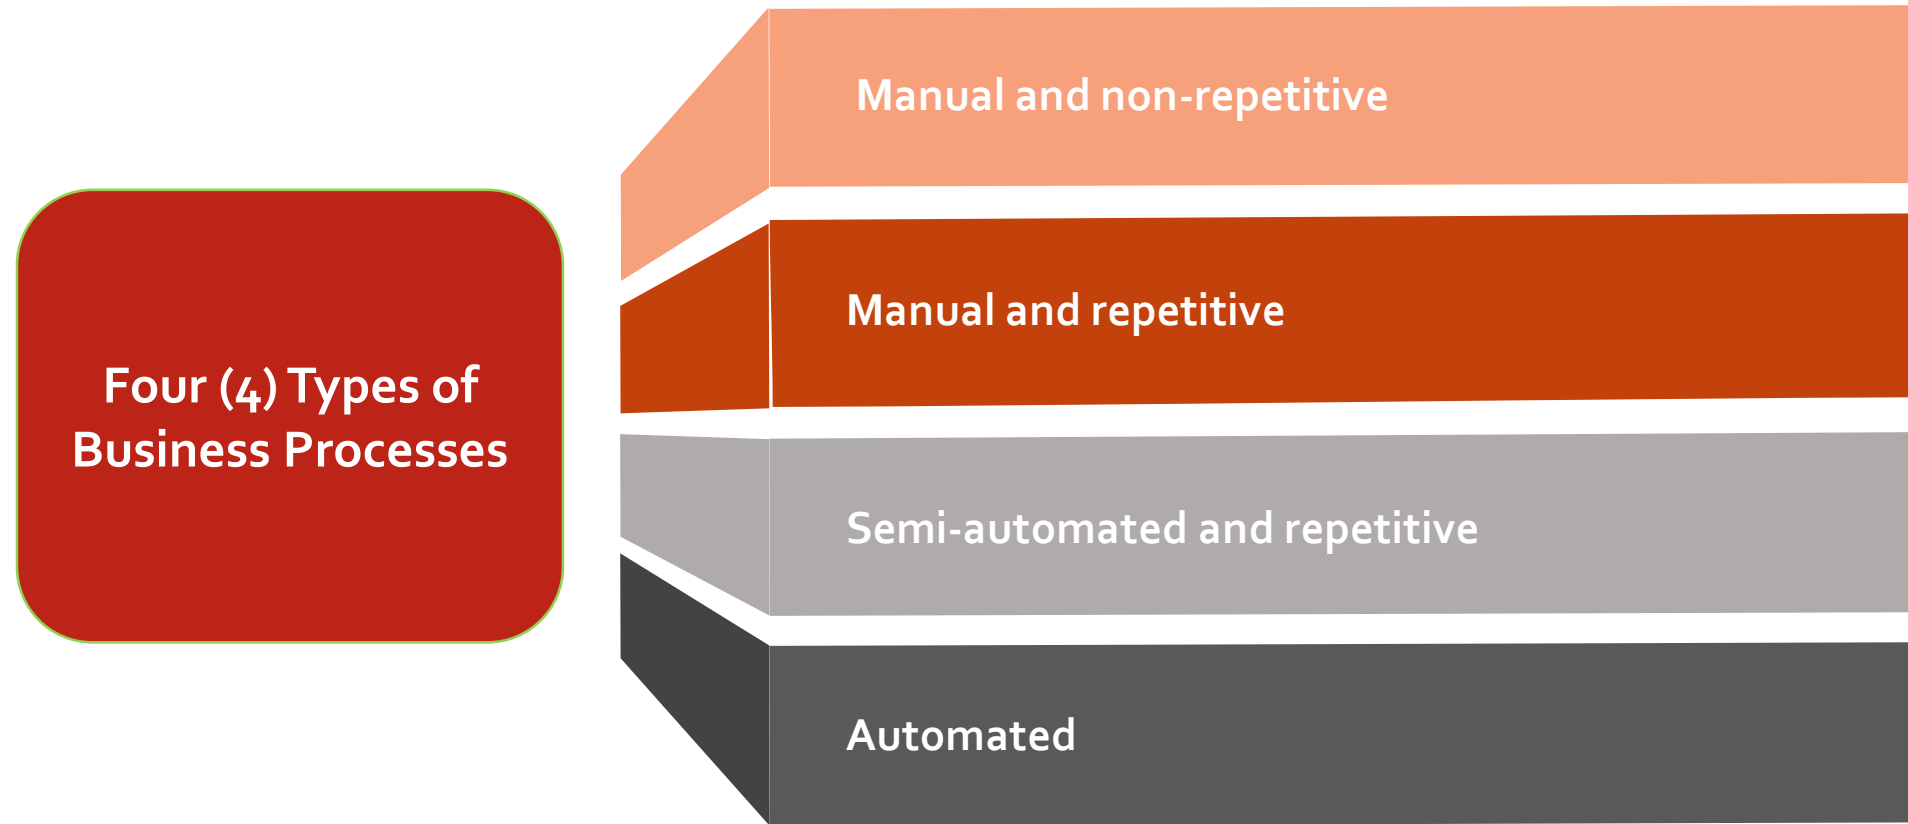 Four (4) Types of
Business Processes
Manual and non-repetitive
Manual and repetitive
Semi-automated and repetitive
Automated